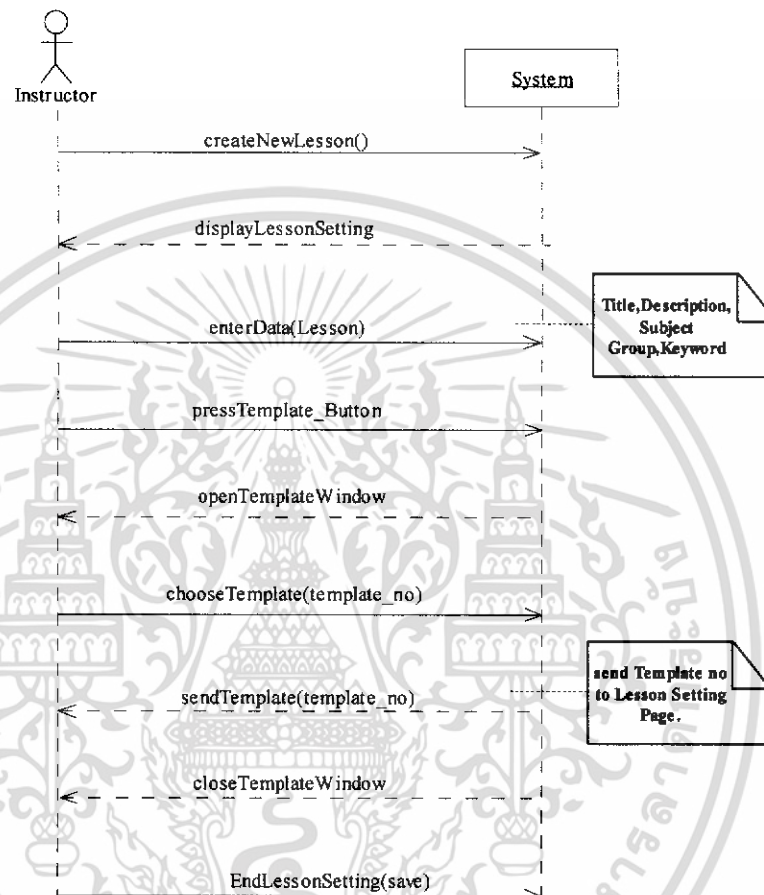 Instructor
System
createNewLesson()
displayLessonSetting
Title,Description,
Subject
Group,Keyword
enterData(Lesson)
pressTemplate_Button
openTemplateWindow
chooseTemplate(template_no)
send Template no
to Lesson Setting
Page.
sendTemplate(template_no)
closeTemplateWindow
EndLessonSetting(save)